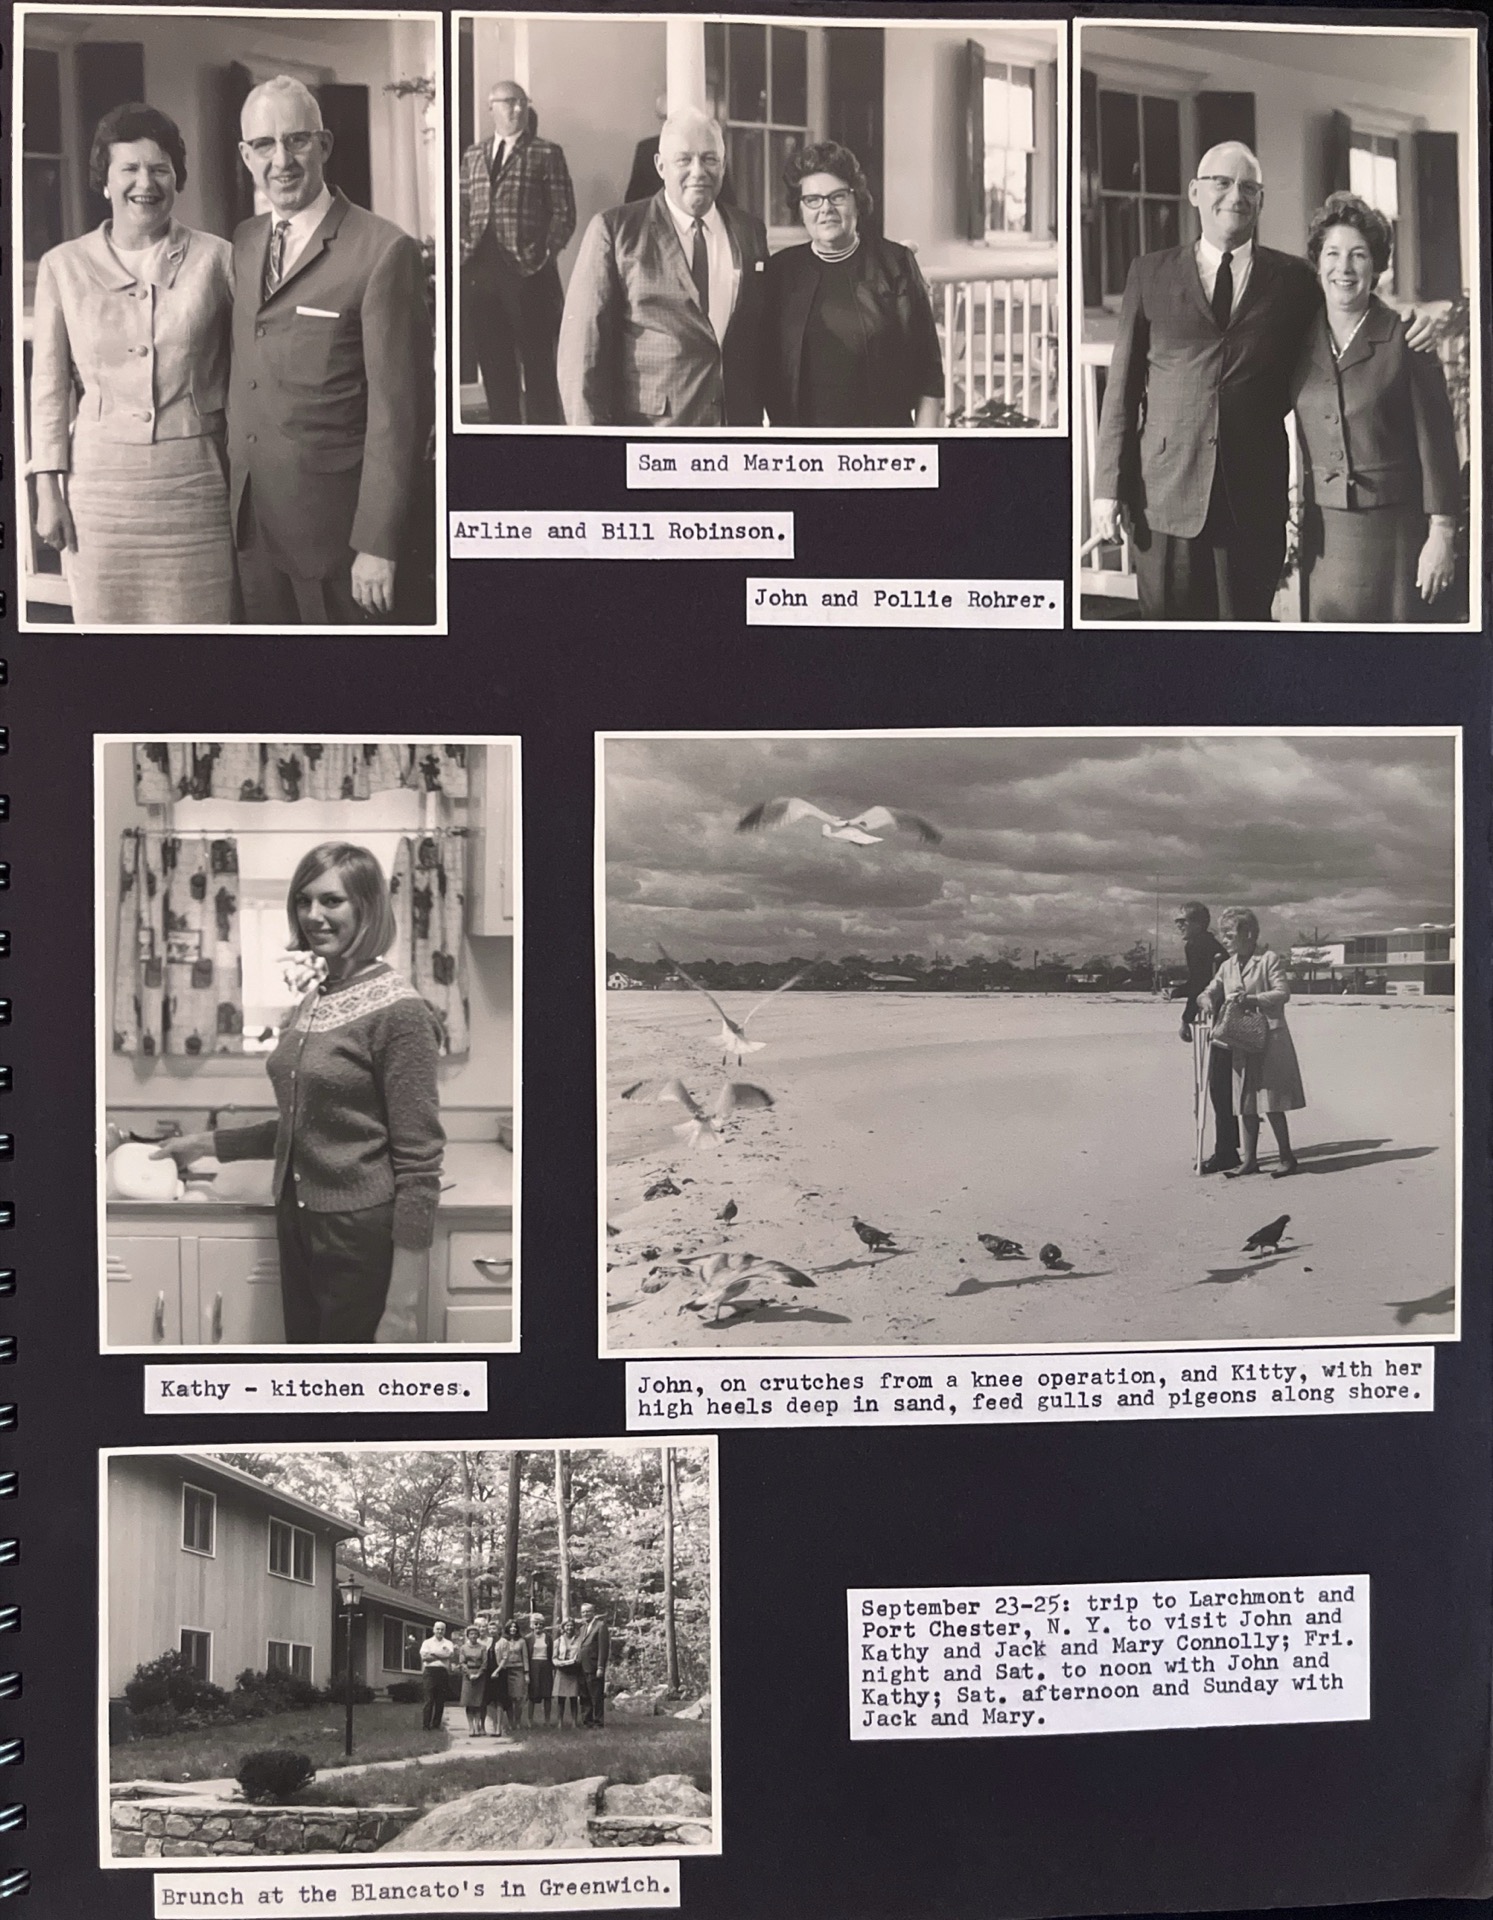 Sam and Marion Rohrer.
Arline and Bill Robinson.
John and Pollie Rohrer.
Kathy - kitchen chores.
John, on crutches from a knee operation, and Kitty, with her
high heels deep in sand, feed gulls and pigeons along shore.
September 23-25: trip to Larchmont and
Port Chester, N. Y. to visit John and
Kathy and Jack and Mary Connolly; Fri.
night and Sat. to noon with John and
Kathy; Sat. afternoon and Sunday with
Jack and Mary.
Brunch at the Blancato's in Greenwich.